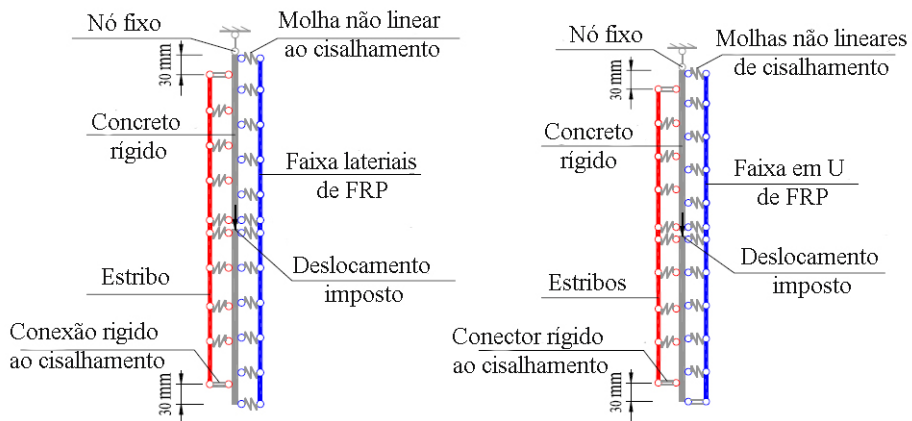 Nó fixo
Molha não linear
ao cisalhamento
30 mm
Concreto
rígido
Faixa lateriais
de FRP
Deslocamento
imposto
Estribo
Conexão rigido
ao cisalhamento
30 mm
Nó fixo
Molhas não lineares
de cisalhamento
30 mm
Concreto
rígido
Faixa em U
de FRP
Deslocamento
imposto
Estribos
Conector rígido
ao cisalhamento
30 mm